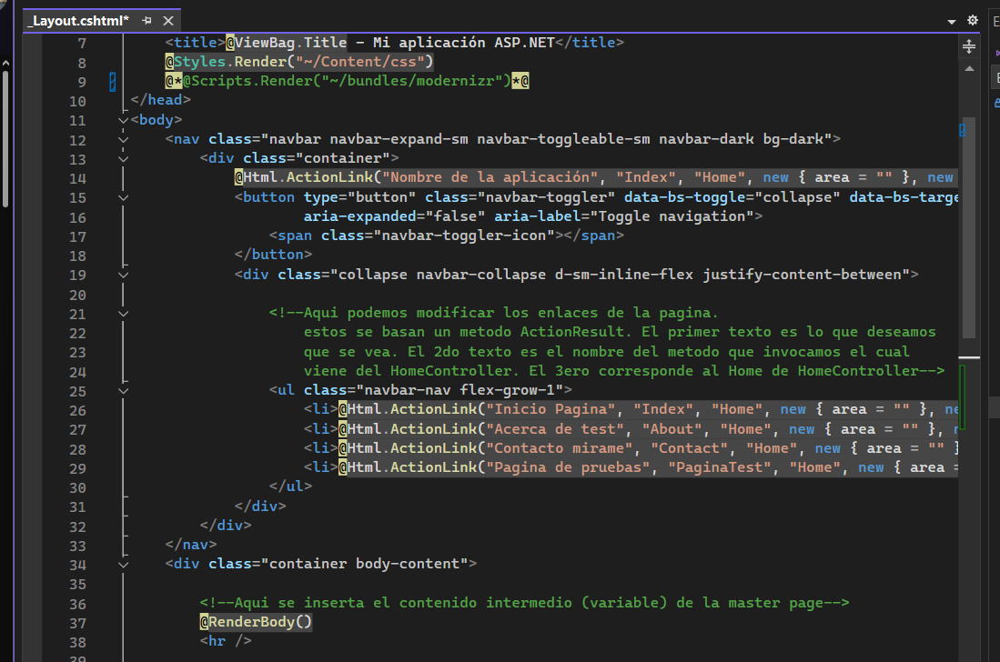 _Layout.cshtml*
7 <title>@ViewBag.Title - Mi aplicación ASP.NET</title>
8 @Styles.Render("~/Content/css")
9 @*@Scripts.Render("~/bundles/modernizr")*@
10 </head>
11 <body>
12 <nav class="navbar navbar-expand-sm navbar-toggleable-sm navbar-dark bg-dark">
13 <div class="container">
14 @Html.ActionLink("Nombre de la aplicación", "Index", "Home", new { area = "" }, new
15 <button type="button" class="navbar-toggler" data-bs-toggle="collapse" data-bs-targe
16 aria-expanded="false" aria-label="Toggle navigation">
17 <span class="navbar-toggler-icon"></span>
18 </button>
19 <div class="collapse navbar-collapse d-sm-inline-flex justify-content-between">
20
21 <!--Aqui podemos modificar los enlaces de la pagina.
22 estos se basan un metodo ActionResult. El primer texto es lo que deseamos
23 que se vea. El 2do texto es el nombre del metodo que invocamos el cual
24 viene del HomeController. El 3ero corresponde al Home de HomeController-->
25 <ul class="navbar-nav flex-grow-1">
26 <li>@Html.ActionLink("Inicio Pagina", "Index", "Home", new { area = "" }, ne
27 <li>@Html.ActionLink("Acerca de test", "About", "Home", new { area = "" }, n
28 <li>@Html.ActionLink("Contacto mirame", "Contact", "Home", new { area = "" }
29 <li>@Html.ActionLink("Pagina de pruebas", "PaginaTest", "Home", new { area =
30 </ul>
31 </div>
32 </div>
33 </nav>
34 <div class="container body-content">
35
36 <!--Aqui se inserta el contenido intermedio (variable) de la master page-->
37 @RenderBody()
38 <hr />